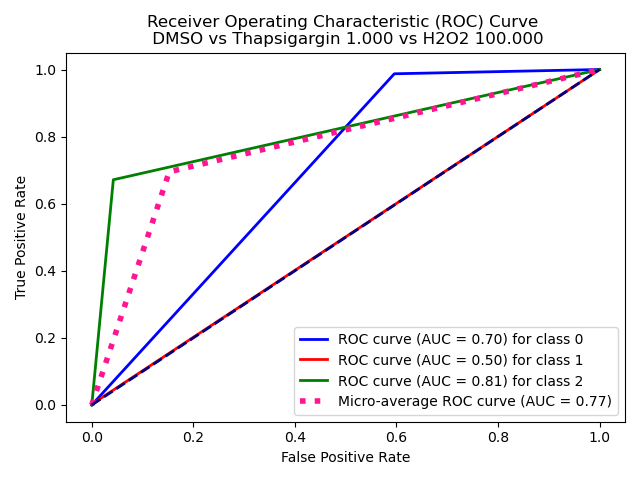 Receiver Operating Characteristic (ROC) Curve
DMSO vs Thapsigargin 1.000 vs H2O2 100.000
True Positive Rate
1.0
0.8
0.6
0.4
0.2
0.0
ROC curve (AUC = 0.70) for class 0
ROC curve (AUC = 0.50) for class 1
ROC curve (AUC = 0.81) for class 2
Micro-average ROC curve (AUC = 0.77)
0.0 0.2 0.4 0.6 0.8 1.0
False Positive Rate